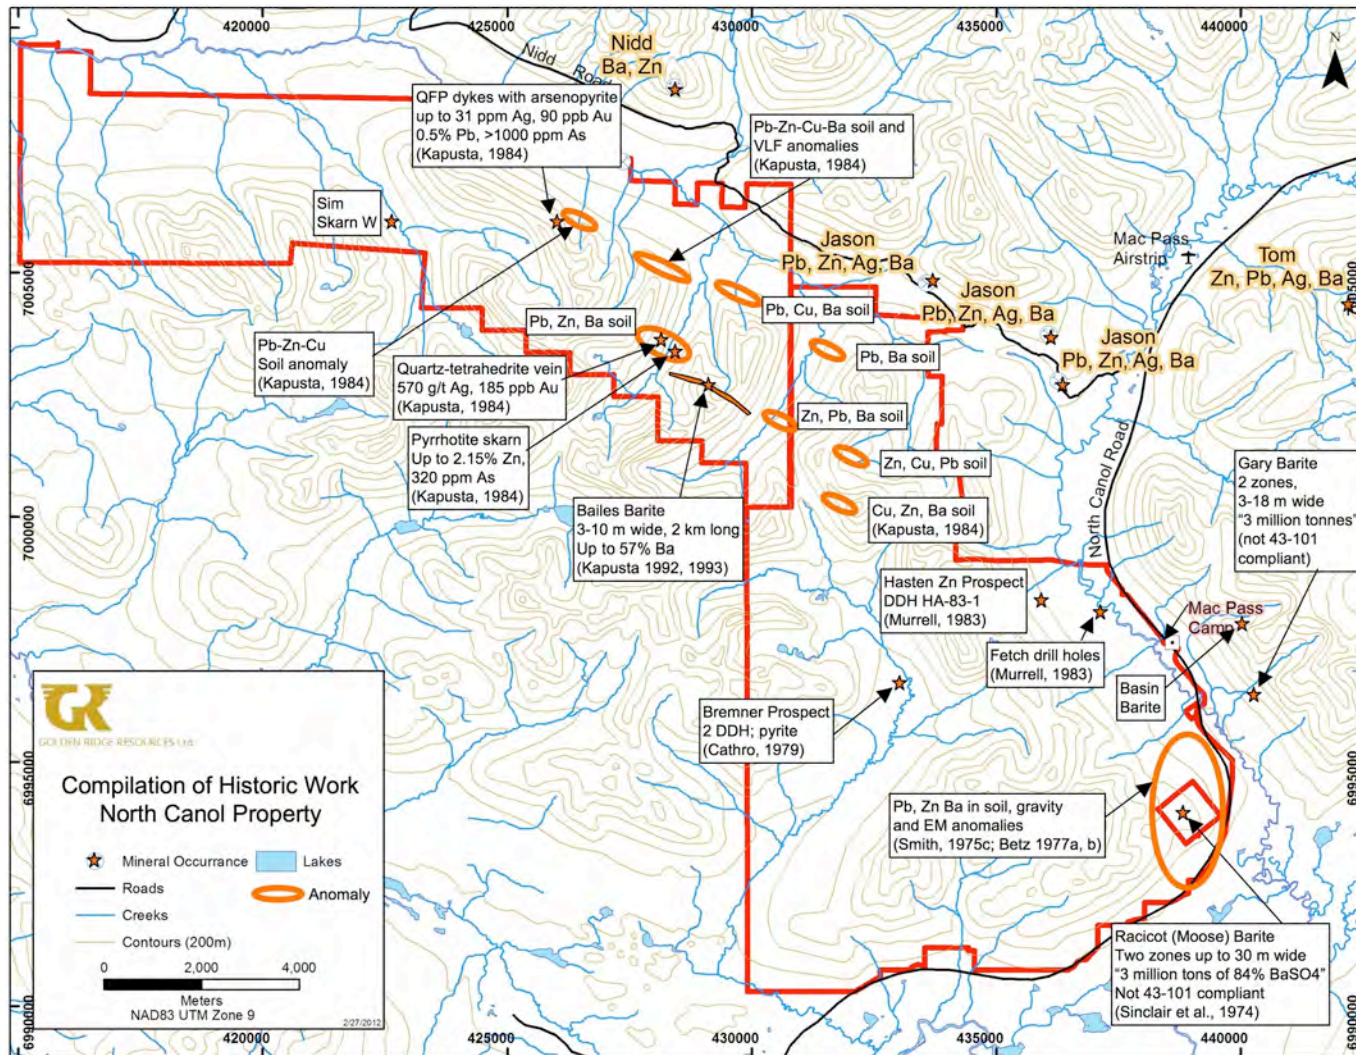 420000
425000
430000
435000
440000
N
Nidd
Ba, Zn
Nidd Road
QFP dykes with arsenopyrite
up to 31 ppm Ag, 90 ppb Au
0.5% Pb, >1000 ppm As
(Kapusta, 1984)
Pb-Zn-Cu-Ba soil and
VLF anomalies
(Kapusta, 1984)
Sim
Skarn W
Jason
Pb, Zn, Ag, Ba
Mac Pass
Airstrip
Tom
Zn, Pb, Ag, Ba
7005000
7005000
Jason
Pb, Zn, Ag, Ba
Pb, Cu, Ba soil
Pb, Zn, Ba soil
Jason
Pb, Zn, Ag, Ba
Pb-Zn-Cu
Soil anomaly
(Kapusta, 1984)
Pb, Ba soil
Quartz-tetrahedrite vein
570 g/t Ag, 185 ppb Au
(Kapusta, 1984)
Zn, Pb, Ba soil
Pyrrhotite skarn
Up to 2.15% Zn,
320 ppm As
(Kapusta, 1984)
Zn, Cu, Pb soil
North Canol Road
Gary Barite
2 zones,
3-18 m wide
"3 million tonnes"
(not 43-101
compliant)
Bailes Barite
3-10 m wide, 2 km long
Up to 57% Ba
(Kapusta 1992, 1993)
Cu, Zn, Ba soil
(Kapusta, 1984)
7000000
7000000
Hasten Zn Prospect
DDH HA-83-1
(Murrell, 1983)
Mac Pass
Camp
Fetch drill holes
(Murrell, 1983)
Basin
Barite
Bremner Prospect
2 DDH; pyrite
(Cathro, 1979)
6995000
6995000
Pb, Zn Ba in soil, gravity
and EM anomalies
(Smith, 1975c; Betz 1977a, b)
Racicot (Moose) Barite
Two zones up to 30 m wide
"3 million tons of 84% BaSO4"
Not 43-101 compliant
(Sinclair et al., 1974)
GR
GOLDEN RIDGE RESOURCES Ltd.
Compilation of Historic Work
North Canol Property
Mineral Occurrance
Lakes
Roads
Anomaly
Creeks
Contours (200m)
0 2,000 4,000
Meters
NAD83 UTM Zone 9
2/27/2012
6990000
6990000
420000
425000
430000
435000
440000